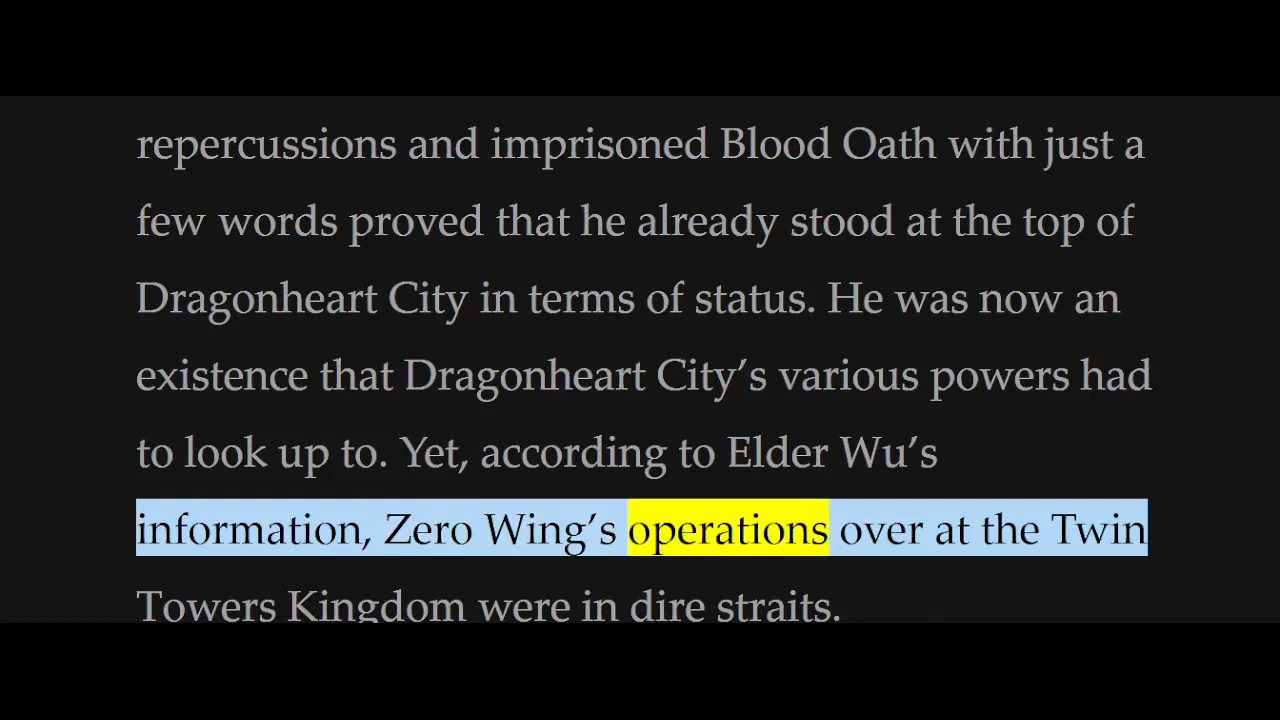 repercussions and imprisoned Blood Oath with just a
few words proved that he already stood at the top of
Dragonheart City in terms of status. He was now an
existence that Dragonheart City’s various powers had
to look up to. Yet, according to Elder Wu’s
information, Zero Wing’s operations over at the Twin
Towers Kingdom were in dire straits.